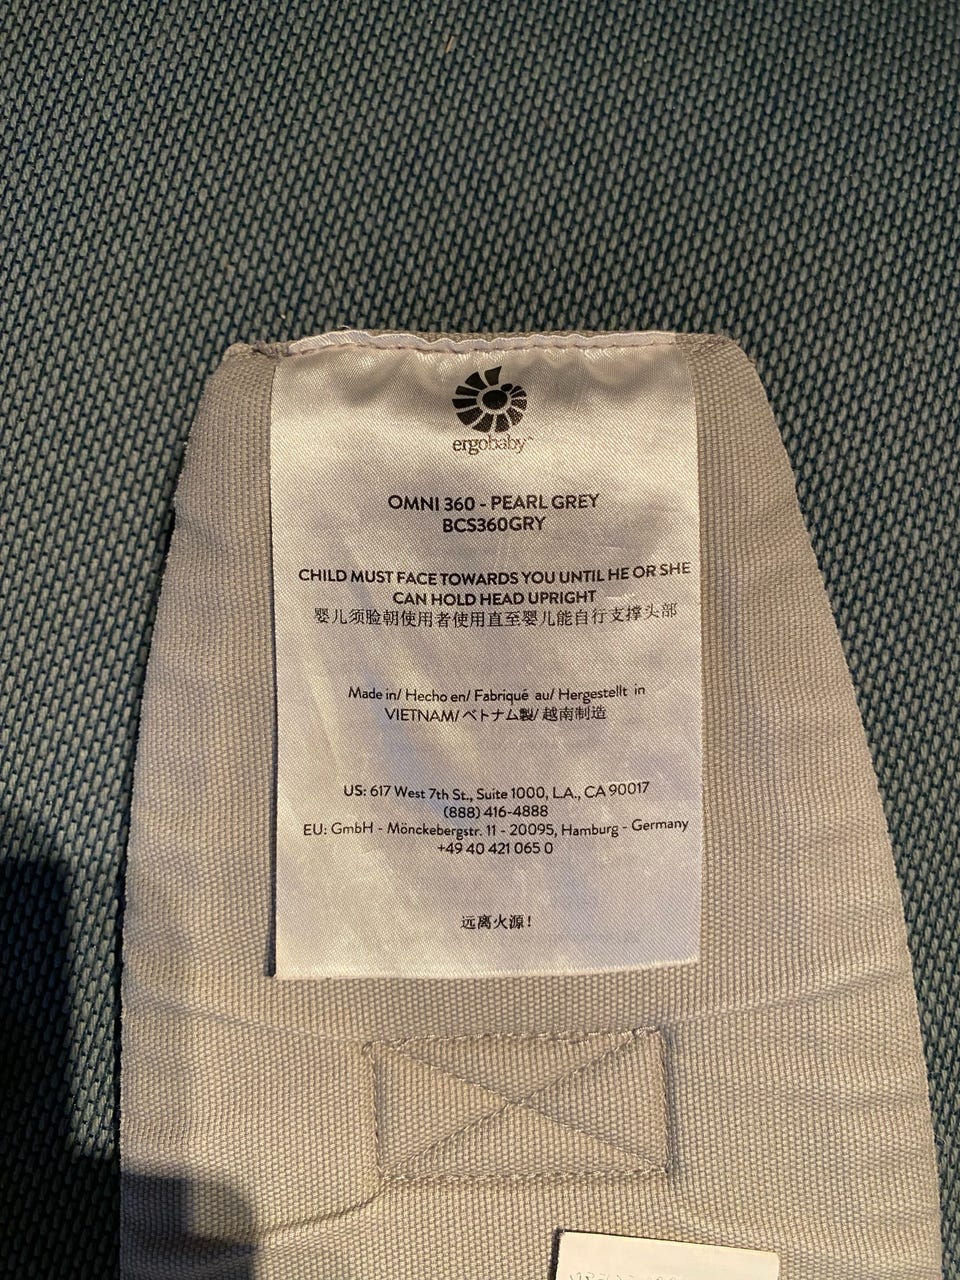 ergobaby™
OMNI 360 - PEARL GREY
BCS360GRY
CHILD MUST FACE TOWARDS YOU UNTIL HE OR SHE
CAN HOLD HEAD UPRIGHT
婴儿须脸朝使用者使用直至婴儿能自行支撑头部
Made in/ Hecho en/ Fabriqué au/ Hergestellt in
VIETNAM/ベトナム製/越南制造
US: 617 West 7th St., Suite 1000, L.A., CA 90017
(888) 416-4888
EU: GmbH - Mönckebergstr. 11 - 20095, Hamburg - Germany
+49 40 421 065 0
远离火源!